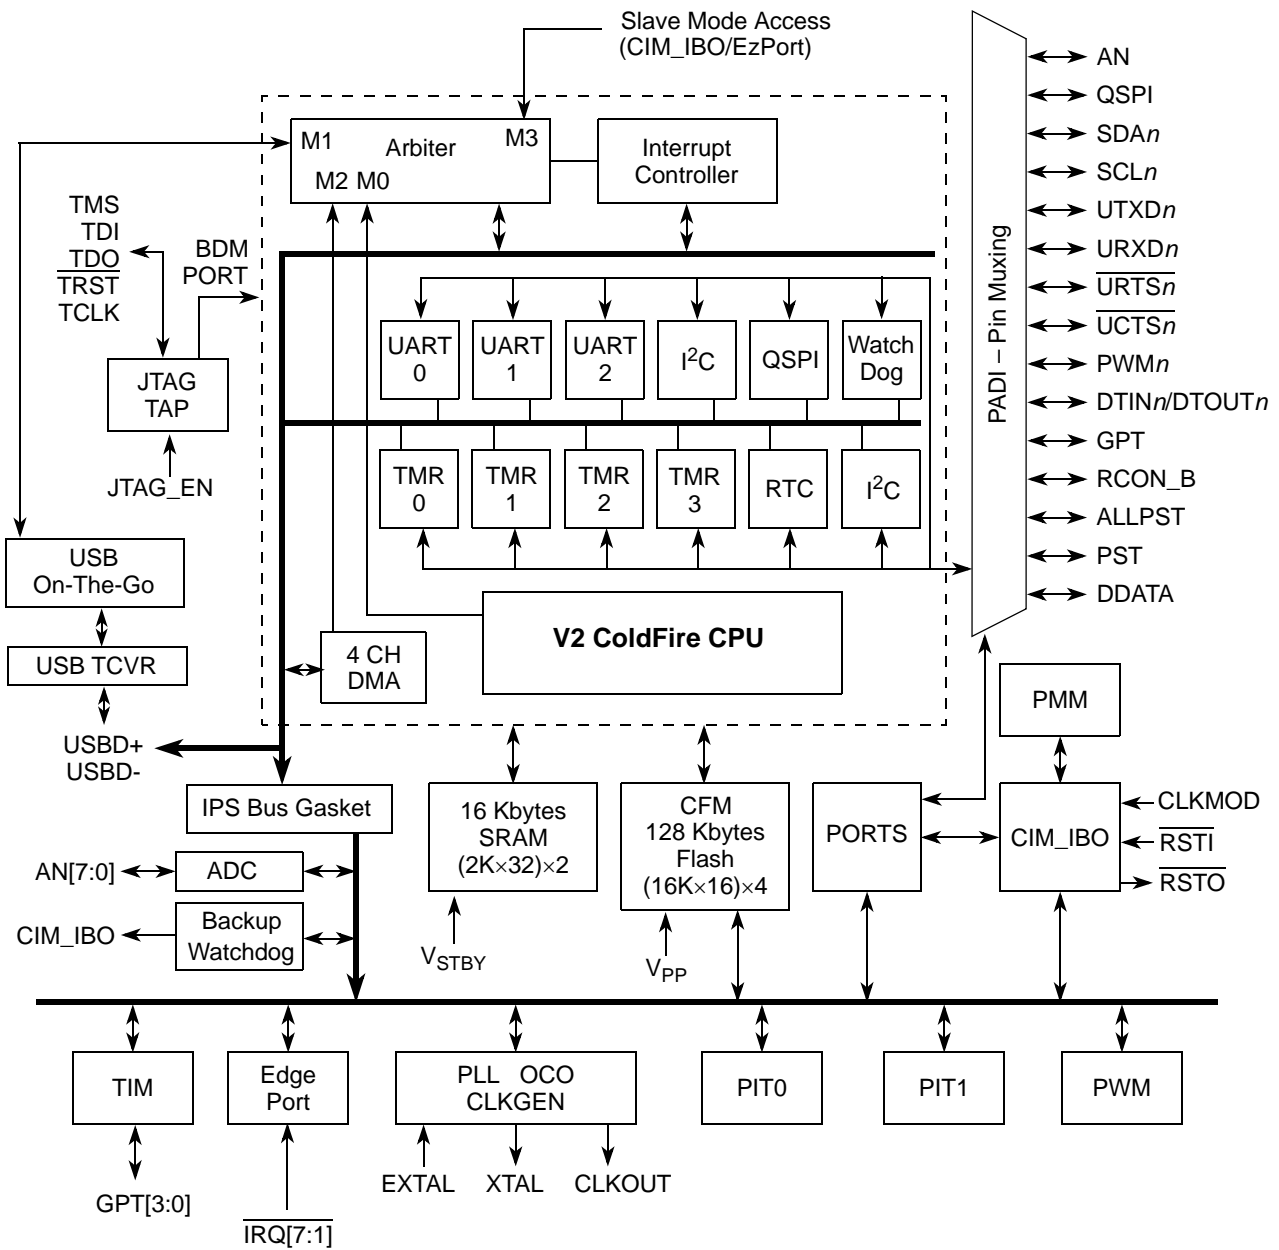 Slave Mode Access
(CIM_IBO/EzPort)
M1
Arbiter
M3
M2 M0
Interrupt
Controller
TMS
TDI
TDO
TRST
TCLK
BDM
PORT
JTAG
TAP
JTAG_EN
UART
0
UART
1
UART
2
I²C
QSPI
Watch
Dog
TMR
0
TMR
1
TMR
2
TMR
3
RTC
I²C
V2 ColdFire CPU
4 CH
DMA
USB
On-The-Go
USB TCVR
USBD+
USBD-
PADI – Pin Muxing
AN
QSPI
SDAn
SCLn
UTXDn
URXDn
URTSn
UCTSn
PWMn
DTINn/DTOUTn
GPT
RCON_B
ALLPST
PST
DDATA
PMM
IPS Bus Gasket
16 Kbytes
SRAM
(2K×32)×2
VSTBY
CFM
128 Kbytes
Flash
(16K×16)×4
VPP
PORTS
CIM_IBO
CLKMOD
RSTI
RSTO
AN[7:0]
ADC
CIM_IBO
Backup
Watchdog
TIM
GPT[3:0]
Edge
Port
IRQ[7:1]
PLL OCO
CLKGEN
EXTAL
XTAL
CLKOUT
PIT0
PIT1
PWM